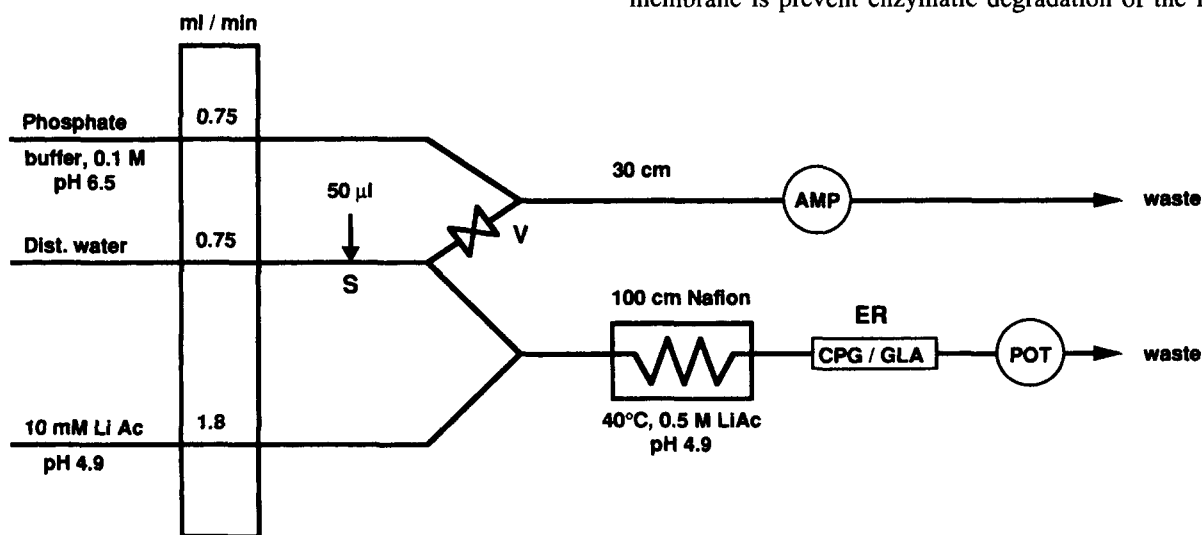 membrane is prevent enzymatic degradation of the
ml / min
Phosphate
0.75
buffer, 0.1 M
pH 6.5
30 cm
AMP
waste
50 µl
V
Dist. water
0.75
S
100 cm Nafion
ER
CPG / GLA
POT
waste
40°C, 0.5 M LiAc
pH 4.9
10 mM Li Ac
1.8
pH 4.9